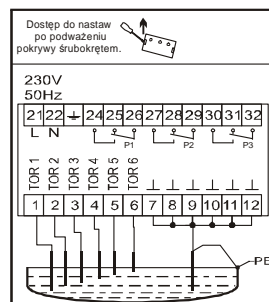 Dostęp do nastaw
po podważeniu
pokrywy śrubokrętem.
230V
50Hz
21 22 24 25 26 27 28 29 30 31 32
L N P1 P2 P3
TOR 1 TOR 2 TOR 3 TOR 4 TOR 5 TOR 6
1 2 3 4 5 6 7 8 9 10 11 12
PE